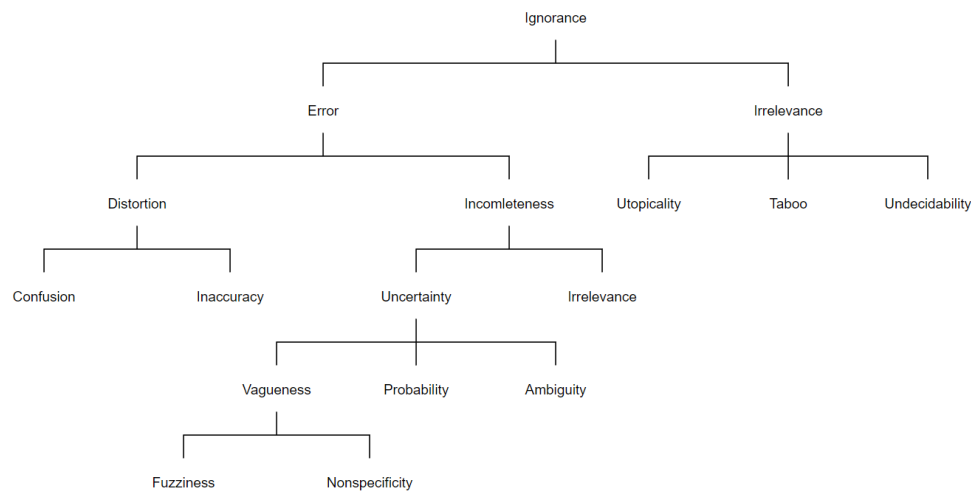 Ignorance
Error
Irrelevance
Distortion
Incomleteness
Utopicality
Taboo
Undecidability
Confusion
Inaccuracy
Uncertainty
Irrelevance
Vagueness
Probability
Ambiguity
Fuzziness
Nonspecificity